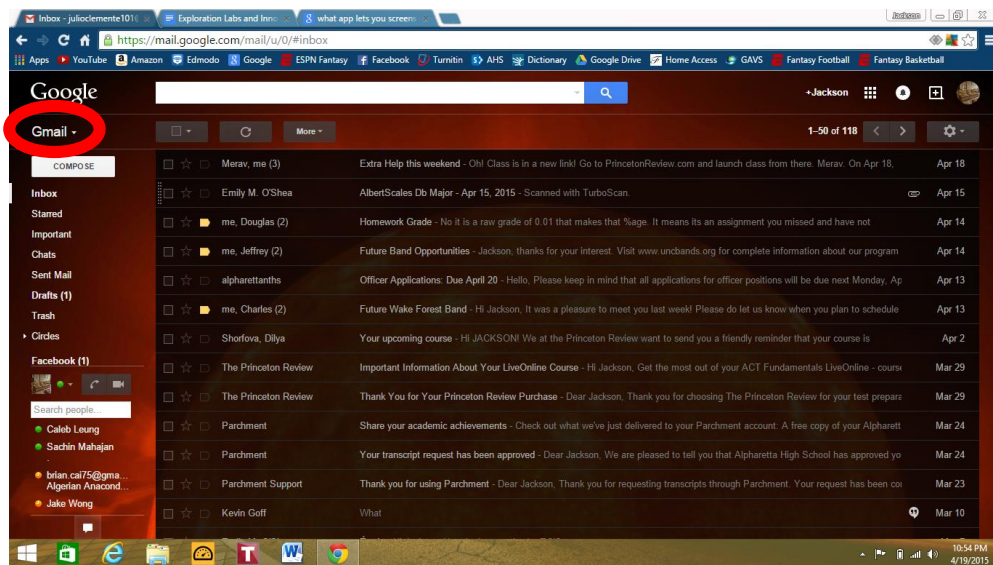 Inbox - julioclemente101
Exploration Labs and Inno
what app lets you screens
Jackson
https://mail.google.com/mail/u/0/#inbox
Apps YouTube Amazon Edmodo Google ESPN Fantasy Facebook Turnitin AHS Dictionary Google Drive Home Access GAVS Fantasy Football Fantasy Basketball
Google +Jackson
Gmail More 1–50 of 118
COMPOSE
Inbox
Starred
Important
Chats
Sent Mail
Drafts (1)
Trash
Circles
Facebook (1)
Search people...
Caleb Leung
Sachin Mahajan
brian.cai75@gma...
Algerian Anacond...
Jake Wong
Merav, me (3) Extra Help this weekend - Oh! Class is in a new link! Go to PrincetonReview.com and launch class from there. Merav. On Apr 18, Apr 18
Emily M. O'Shea AlbertScales Db Major - Apr 15, 2015 - Scanned with TurboScan. Apr 15
me, Douglas (2) Homework Grade - No it is a raw grade of 0.01 that makes that %age. It means its an assignment you missed and have not Apr 14
me, Jeffrey (2) Future Band Opportunities - Jackson, thanks for your interest. Visit www.uncbands.org for complete information about our program Apr 14
alpharettanths Officer Applications: Due April 20 - Hello, Please keep in mind that all applications for officer positions will be due next Monday, Ap Apr 13
me, Charles (2) Future Wake Forest Band - Hi Jackson, It was a pleasure to meet you last week! Please do let us know when you plan to schedule Apr 13
Shorfova, Dilya Your upcoming course - HI JACKSON! We at the Princeton Review want to send you a friendly reminder that your course is Apr 2
The Princeton Review Important Information About Your LiveOnline Course - Hi Jackson, Get the most out of your ACT Fundamentals LiveOnline - course Mar 29
The Princeton Review Thank You for Your Princeton Review Purchase - Dear Jackson, Thank you for choosing The Princeton Review for your test prepara Mar 29
Parchment Share your academic achievements - Check out what we've just delivered to your Parchment account: A free copy of your Alpharett Mar 24
Parchment Your transcript request has been approved - Dear Jackson, We are pleased to tell you that Alpharetta High School has approved yo Mar 24
Parchment Support Thank you for using Parchment - Dear Jackson, Thank you for requesting transcripts through Parchment. Your request has been con Mar 23
Kevin Goff What Mar 10
10:54 PM
4/19/2015